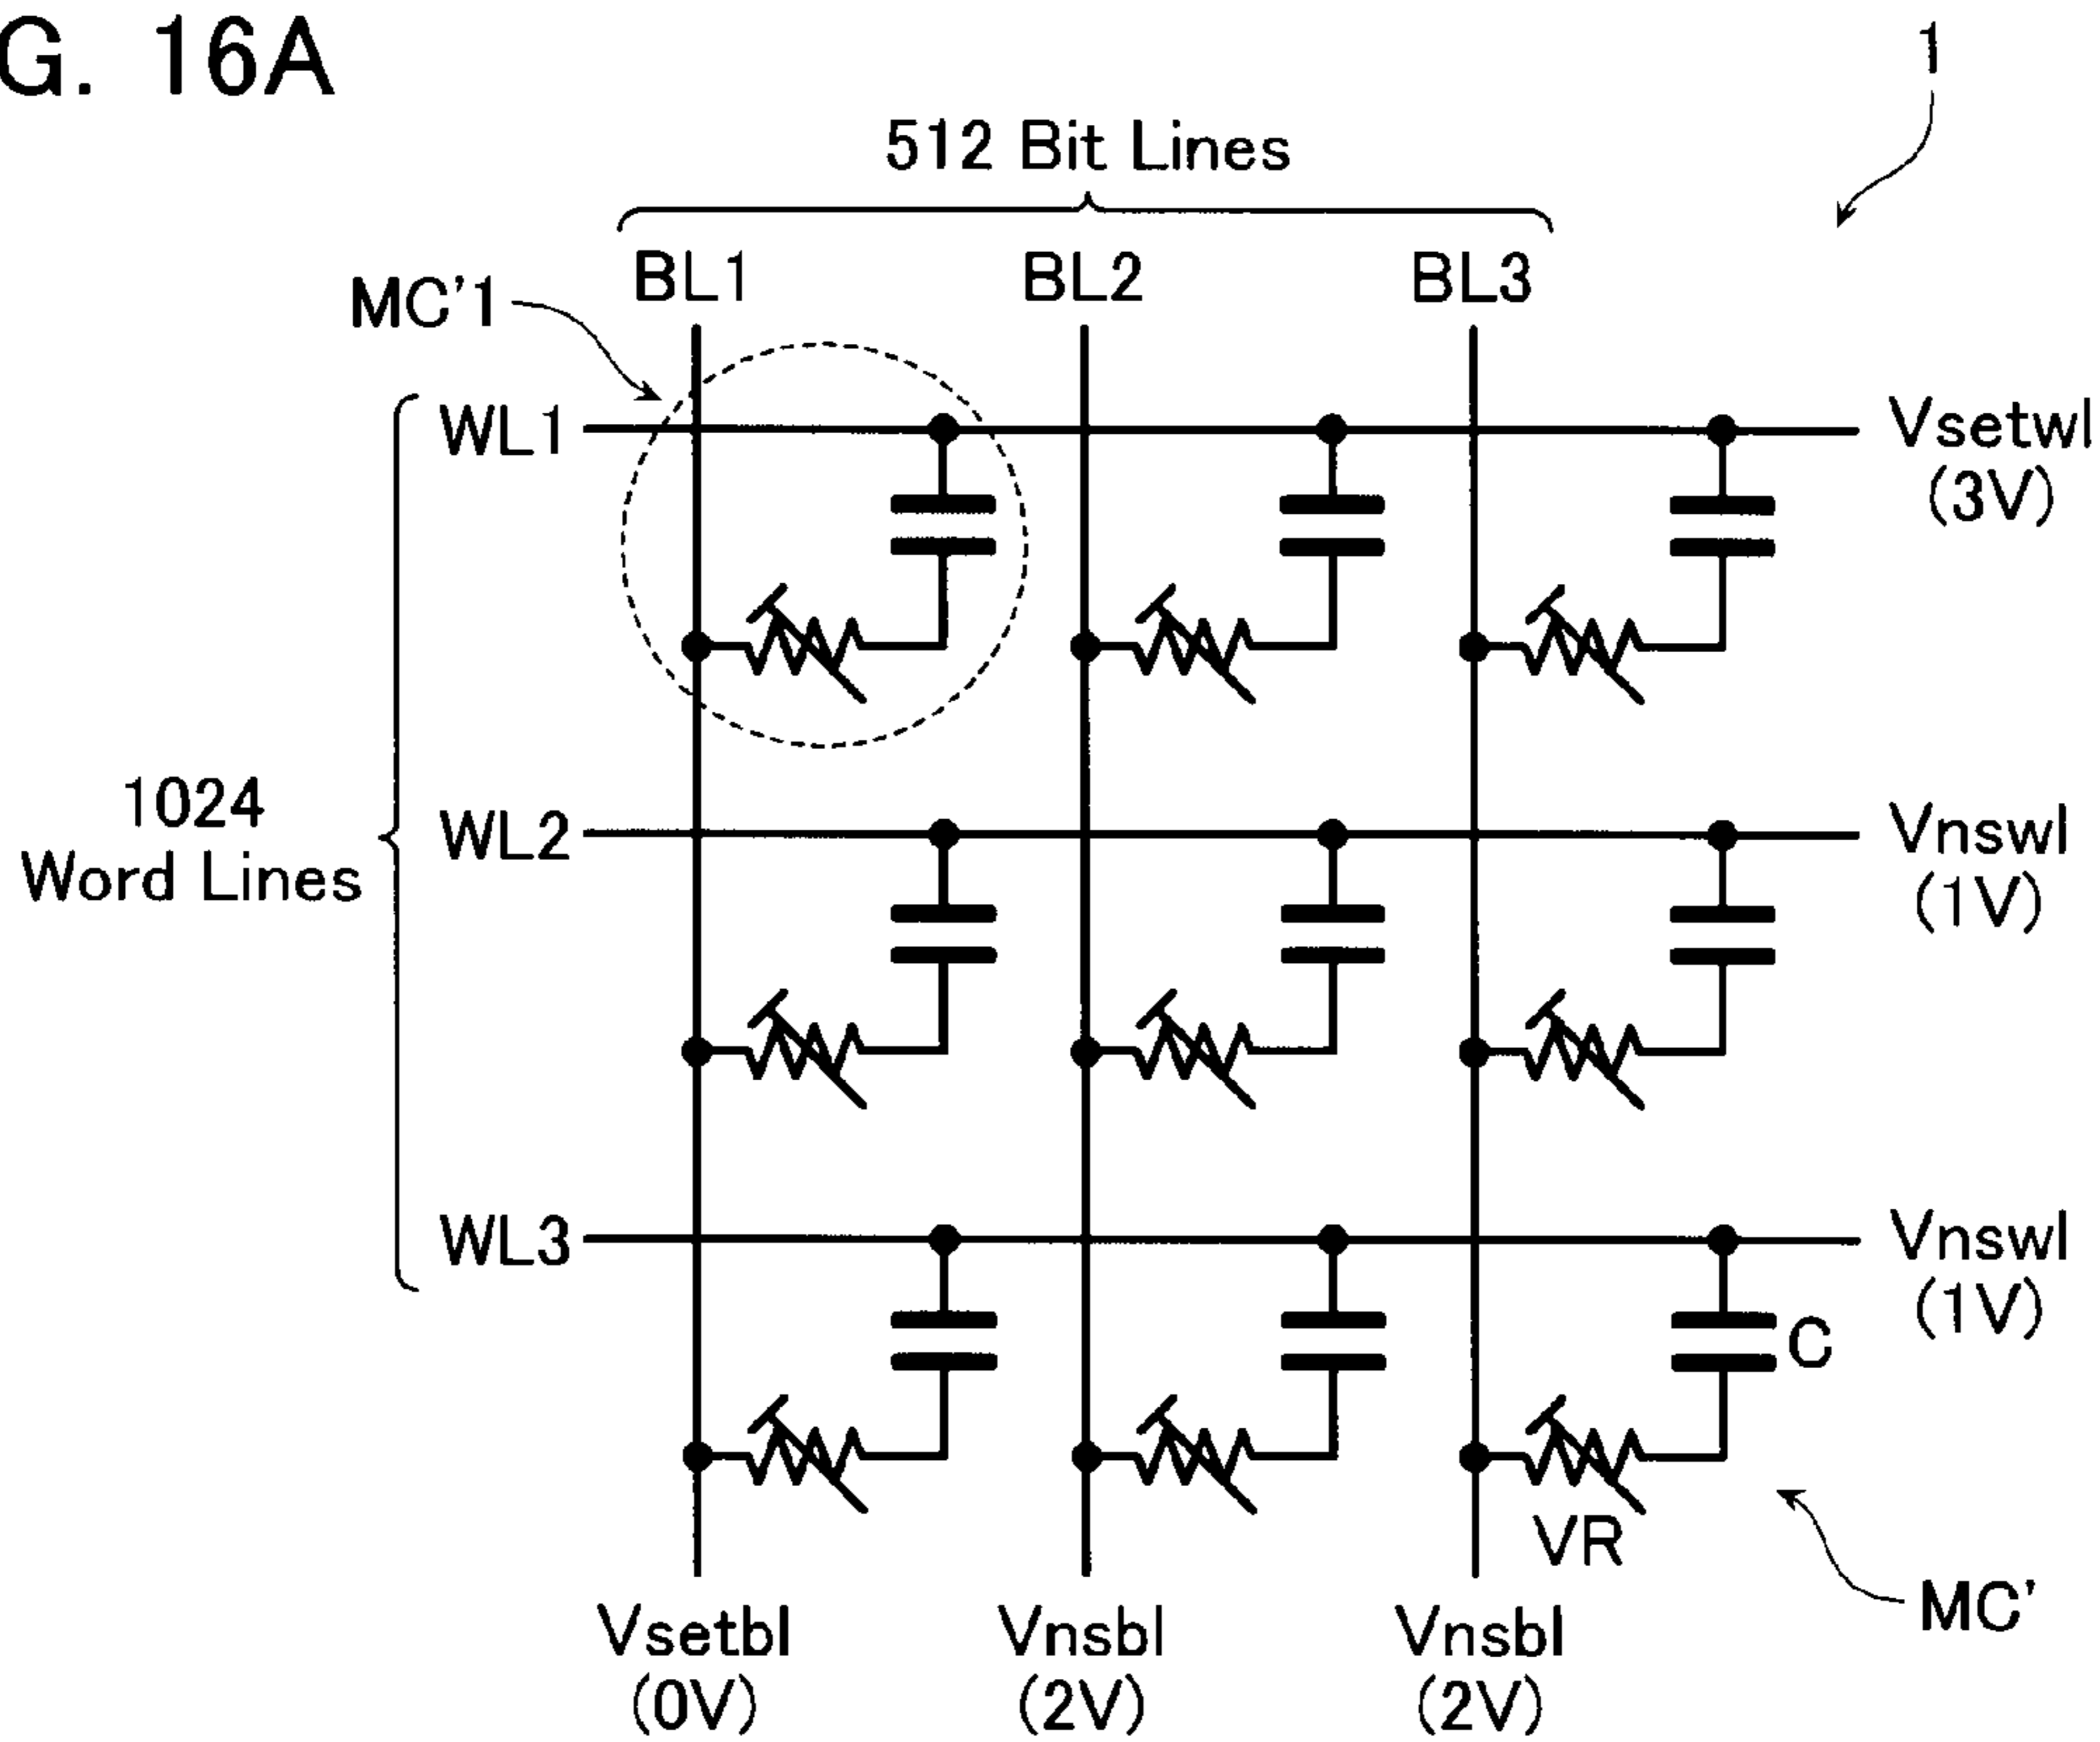 G. 16A
1
512 Bit Lines
BL1 BL2 BL3
MC'1
WL1
Vsetwl
(3V)
1024
Word Lines
WL2
Vnswl
(1V)
WL3
Vnswl
(1V)
C
VR
MC'
Vsetbl Vnsbl Vnsbl
(0V) (2V) (2V)